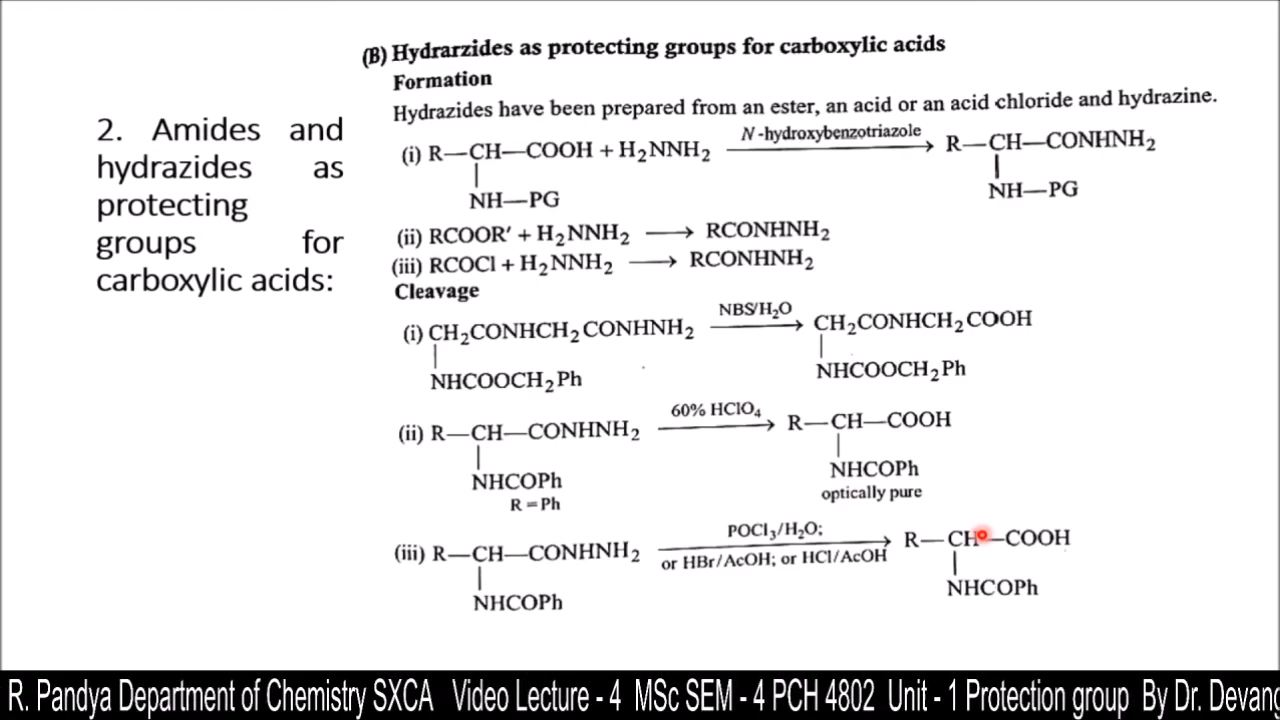 2. Amides and
hydrazides as
protecting
groups for
carboxylic acids:
(B) Hydrarzides as protecting groups for carboxylic acids
Formation
Hydrazides have been prepared from an ester, an acid or an acid chloride and hydrazine.
(i) R—CH—COOH + H₂NNH₂ N-hydroxybenzotriazole → R—CH—CONHNH₂
NH—PG NH—PG
(ii) RCOOR′ + H₂NNH₂ → RCONHNH₂
(iii) RCOCl + H₂NNH₂ → RCONHNH₂
Cleavage
(i) CH₂CONHCH₂CONHNH₂ NBS/H₂O → CH₂CONHCH₂COOH
NHCOOCH₂Ph NHCOOCH₂Ph
(ii) R—CH—CONHNH₂ 60% HClO₄ → R—CH—COOH
NHCOPh NHCOPh
R = Ph optically pure
(iii) R—CH—CONHNH₂ POCl₃/H₂O; or HBr/AcOH; or HCl/AcOH → R—CH—COOH
NHCOPh NHCOPh
R. Pandya Department of Chemistry SXCA Video Lecture - 4 MSc SEM - 4 PCH 4802 Unit - 1 Protection group By Dr. Devang